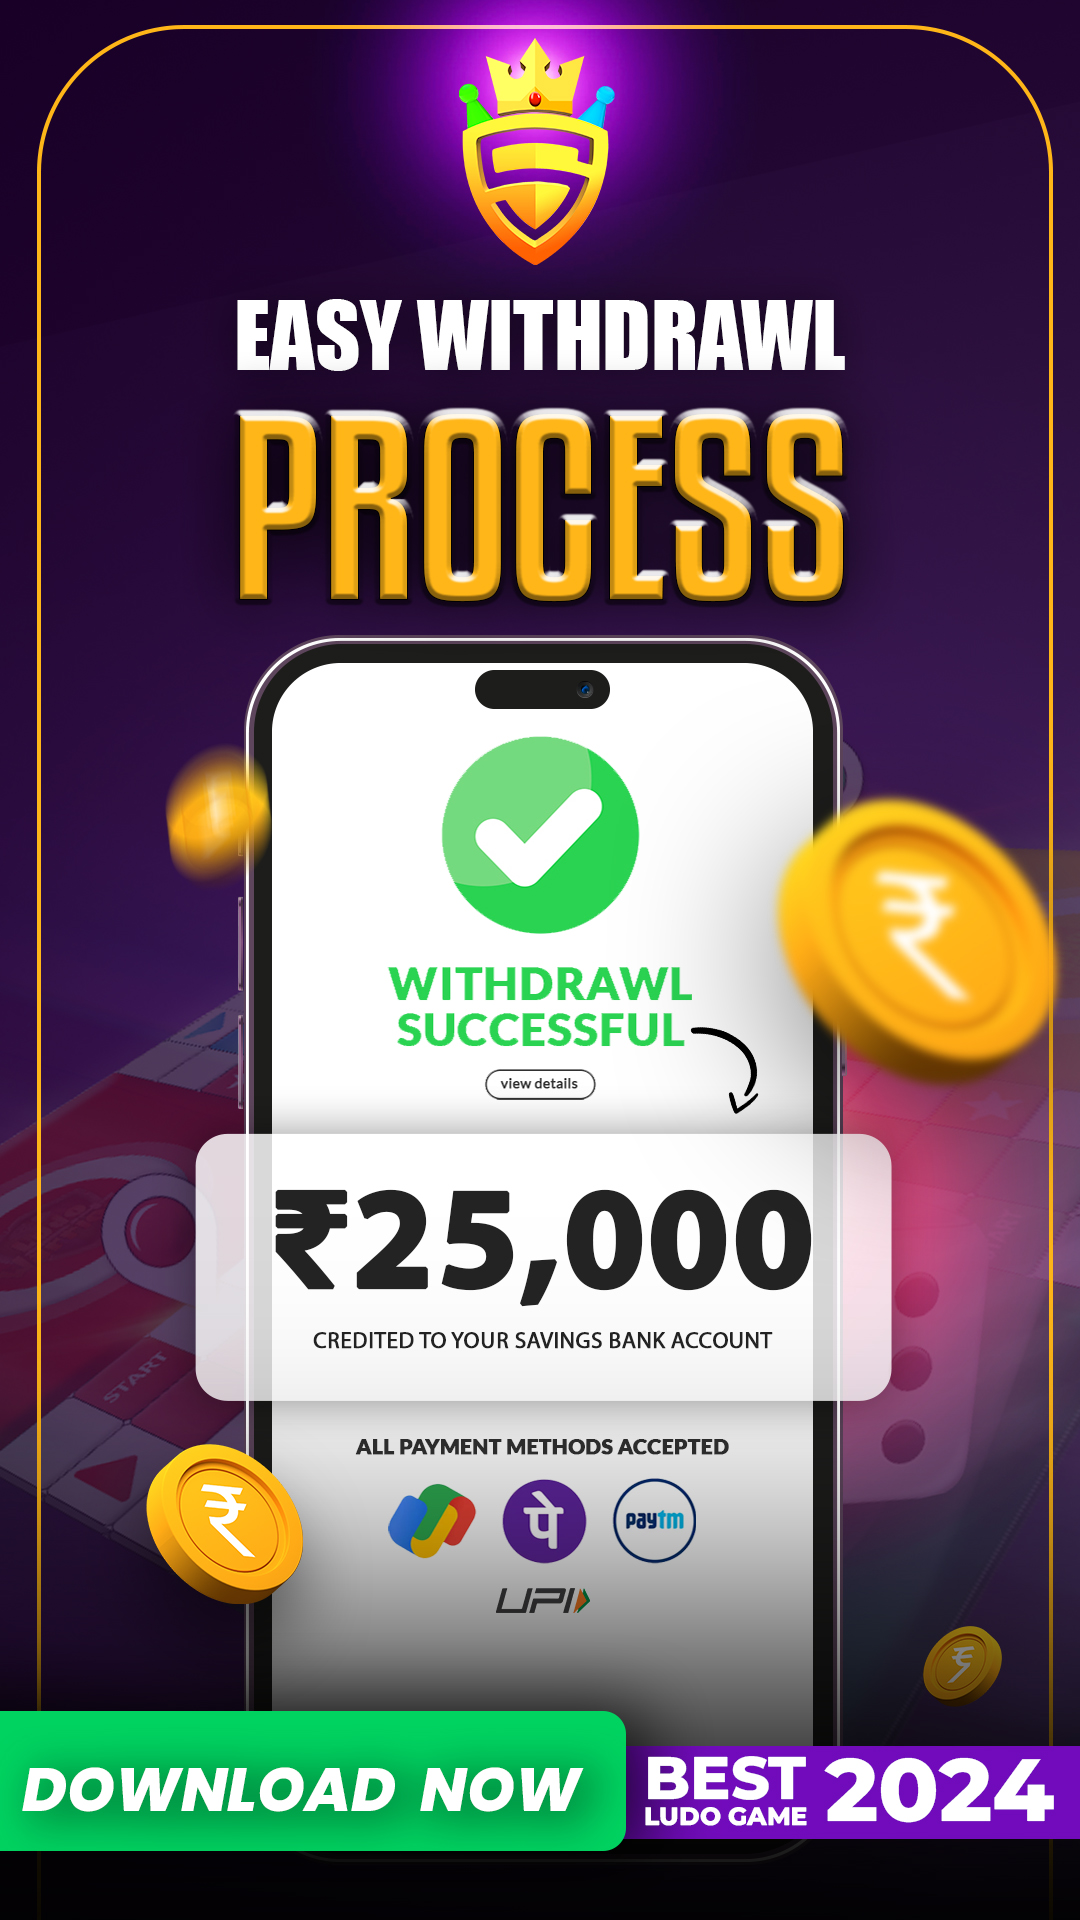 EASY WITHDRAWL
PROCESS
WITHDRAWL
SUCCESSFUL
view details
₹25,000
CREDITED TO YOUR SAVINGS BANK ACCOUNT
START
ALL PAYMENT METHODS ACCEPTED
पे
paytm
UPI
DOWNLOAD NOW
BEST
LUDO GAME
2024